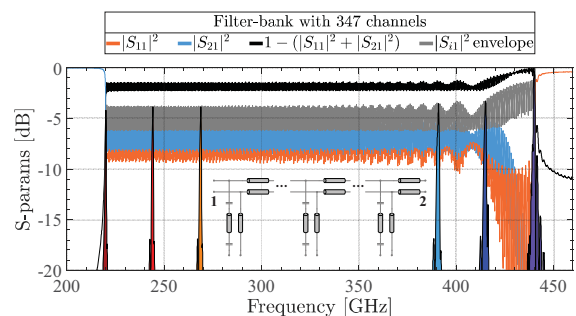 Filter-bank with 347 channels
|S₁₁|² |S₂₁|² 1 − (|S₁₁|² + |S₂₁|²) |Sᵢ₁|² envelope
0
-5
-10
-15
-20
S-params [dB]
1 ... ... 2
200 250 300 350 400 450
Frequency [GHz]